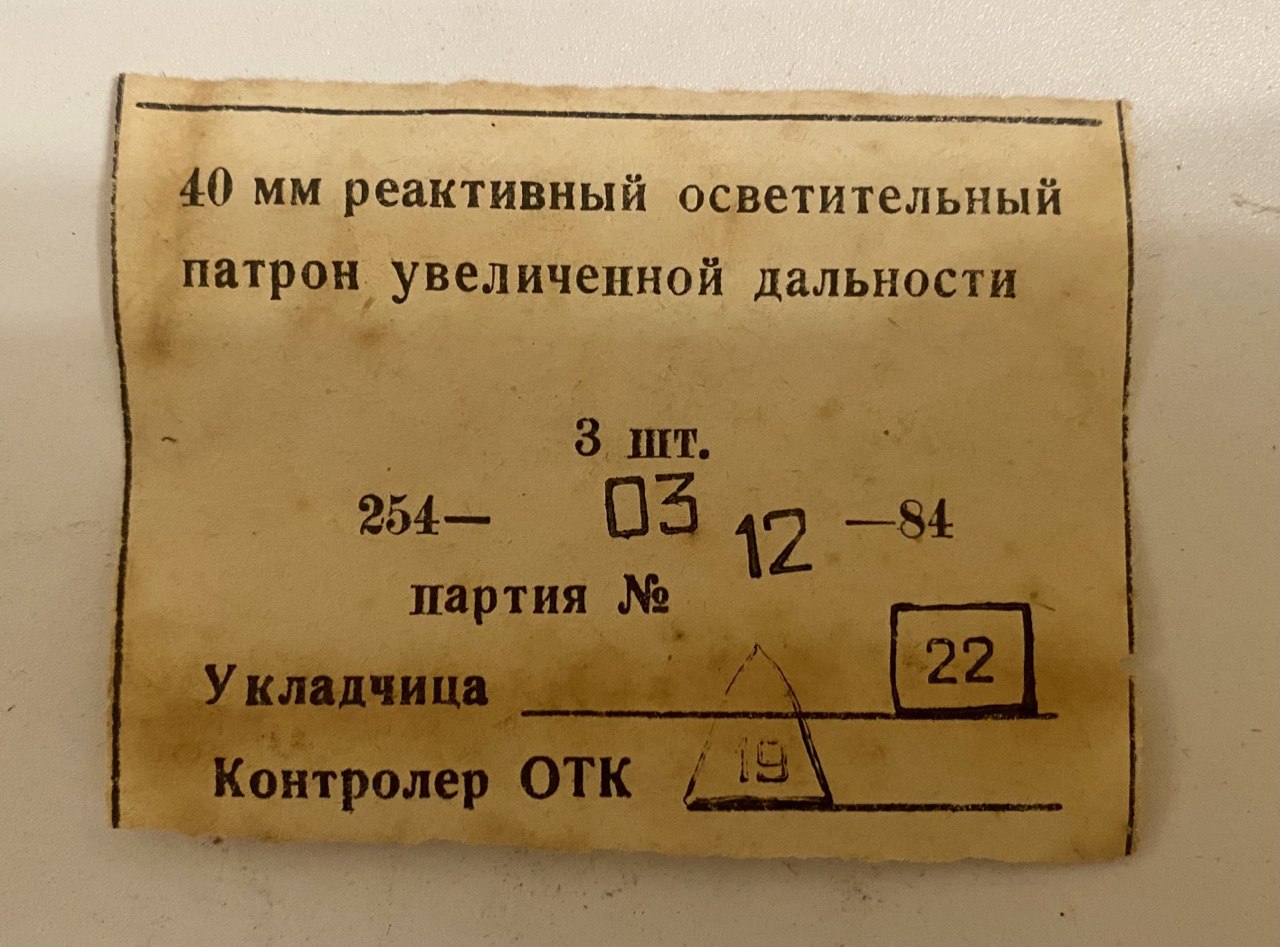 40 мм реактивный осветительный
патрон увеличенной дальности
3 шт.
254— 03 12 —84
партия №
Укладчица 22
Контролер ОТК 19